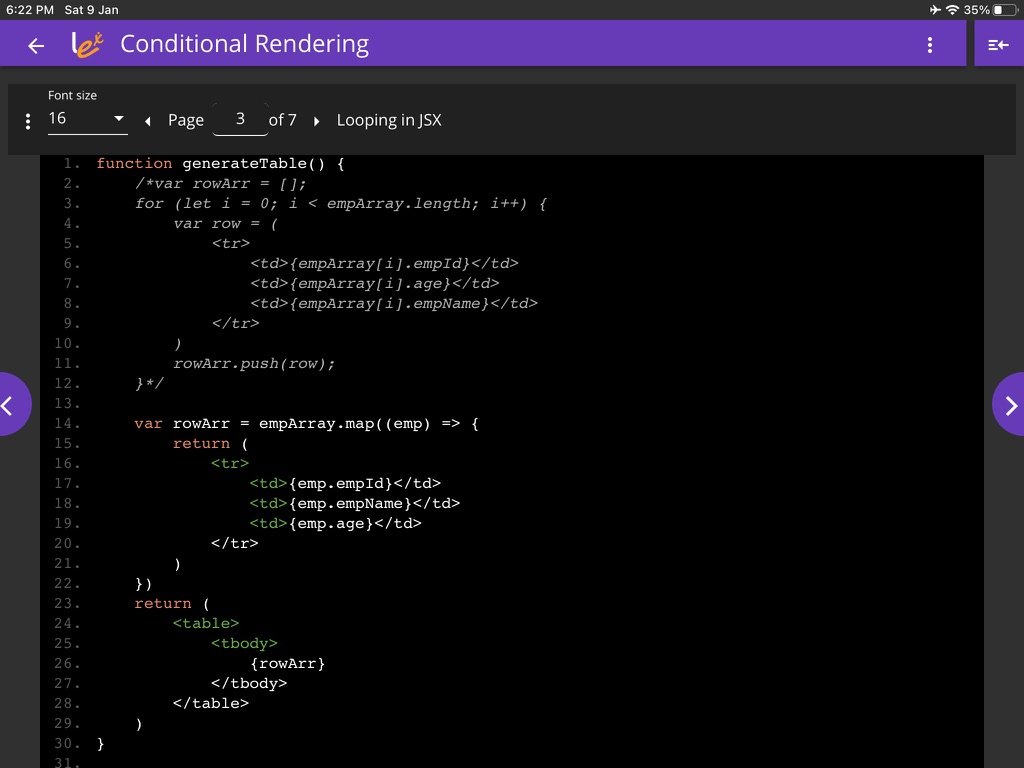 6:22 PM Sat 9 Jan 35%
lex Conditional Rendering
Font size
16 Page 3 of 7 Looping in JSX
1. function generateTable() {
2. /*var rowArr = [];
3. for (let i = 0; i < empArray.length; i++) {
4. var row = (
5. <tr>
6. <td>{empArray[i].empId}</td>
7. <td>{empArray[i].age}</td>
8. <td>{empArray[i].empName}</td>
9. </tr>
10. )
11. rowArr.push(row);
12. }*/
13.
14. var rowArr = empArray.map((emp) => {
15. return (
16. <tr>
17. <td>{emp.empId}</td>
18. <td>{emp.empName}</td>
19. <td>{emp.age}</td>
20. </tr>
21. )
22. })
23. return (
24. <table>
25. <tbody>
26. {rowArr}
27. </tbody>
28. </table>
29. )
30. }
31.